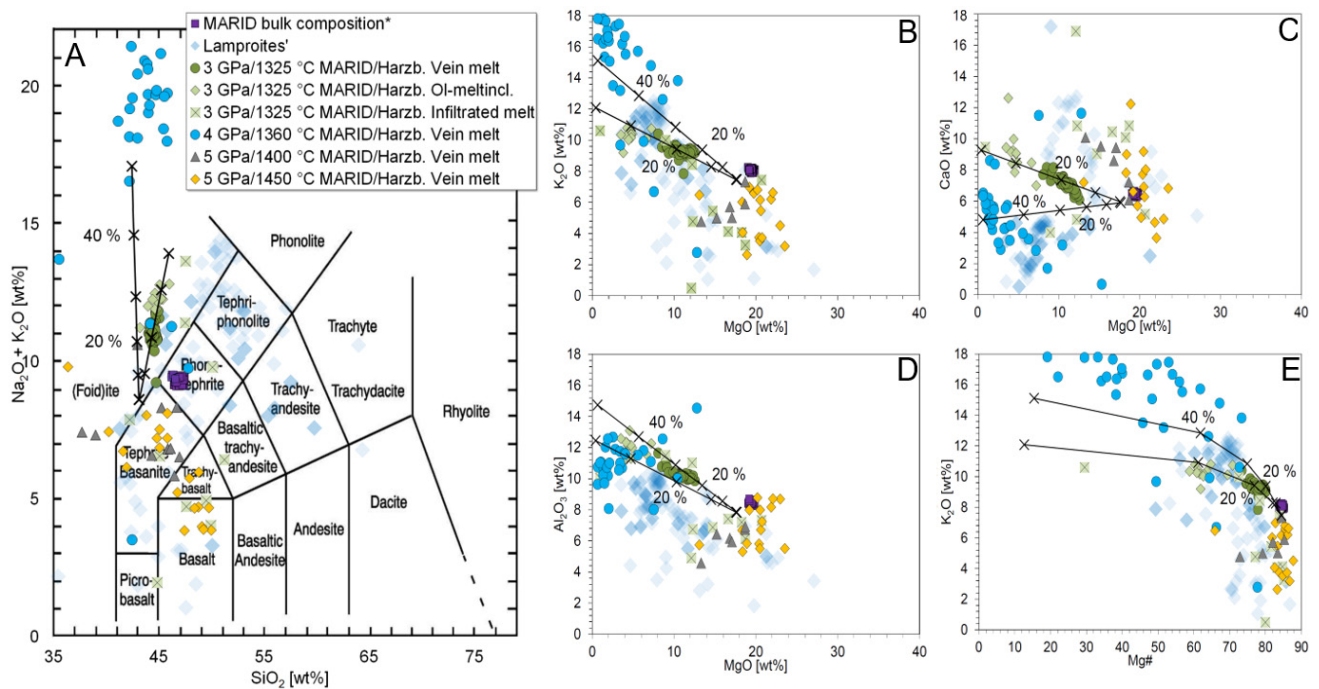 A
■ MARID bulk composition*
Lamproites'
3 GPa/1325 °C MARID/Harzb. Vein melt
3 GPa/1325 °C MARID/Harzb. Ol-meltincl.
3 GPa/1325 °C MARID/Harzb. Infiltrated melt
4 GPa/1360 °C MARID/Harzb. Vein melt
5 GPa/1400 °C MARID/Harzb. Vein melt
5 GPa/1450 °C MARID/Harzb. Vein melt
Na₂O+ K₂O [wt%]
20
15
10
5
0
40 %
20 %
Phonolite
Tephri-
phonolite
Trachyte
(Foid)ite
Phono-
tephrite
Trachy-
andesite
Trachydacite
Rhyolite
Basaltic
trachy-
andesite
Tephrite
Basanite
Trachy-
basalt
Dacite
Picro-
basalt
Basalt
Basaltic
Andesite
Andesite
35 45 55 65 75
SiO₂ [wt%]
B
K₂O [wt%]
18
16
14
12
10
8
6
4
2
0
40 %
20 %
20 %
0 10 20 30 40
MgO [wt%]
C
CaO [wt%]
18
16
14
12
10
8
6
4
2
0
20 %
40 %
20 %
0 10 20 30 40
MgO [wt%]
D
Al₂O₃ [wt%]
18
16
14
12
10
8
6
4
2
0
40 %
20 %
20 %
0 10 20 30 40
MgO [wt%]
E
K₂O [wt%]
18
16
14
12
10
8
6
4
2
0
40 %
20 %
20 %
0 10 20 30 40 50 60 70 80 90
Mg#